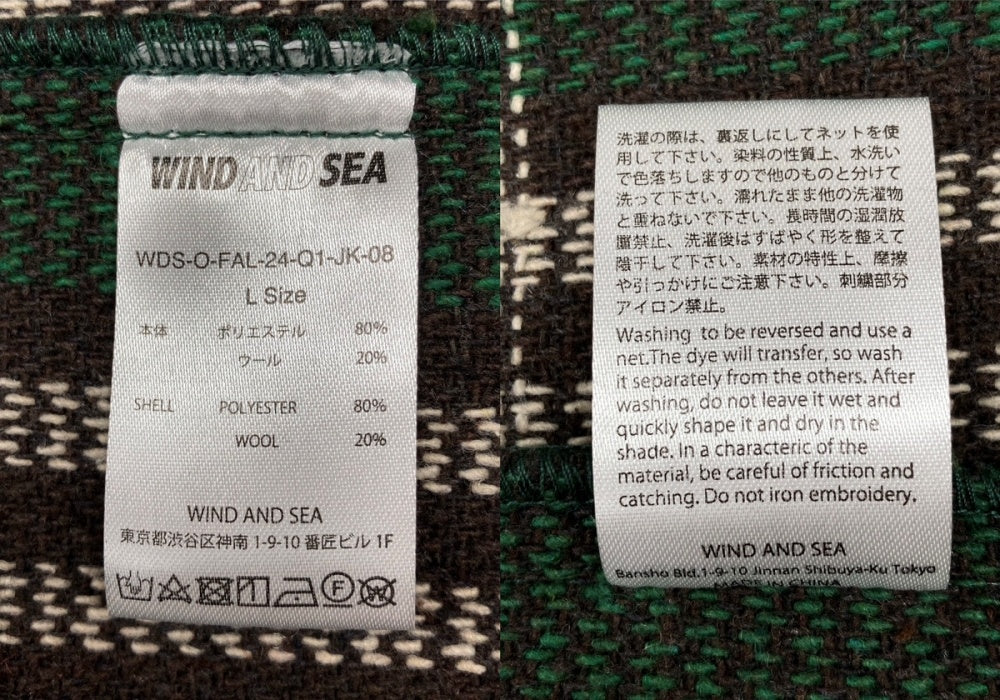 WIND AND SEA
WDS-O-FAL-24-Q1-JK-08
L Size
本体 ポリエステル 80%
ウール 20%
SHELL POLYESTER 80%
WOOL 20%
WIND AND SEA
東京都渋谷区神南 1-9-10 番匠ビル 1F
F
W
洗濯の際は、裏返しにしてネットを使
用して下さい。染料の性質上、水洗い
で色落ちしますので他のものと分けて
洗って下さい。濡れたまま他の洗濯物
と重ねないで下さい。長時間の湿潤放
置禁止、洗濯後はすばやく形を整えて
陰干して下さい。素材の特性上、摩擦
や引っかけにご注意下さい。刺繍部分
アイロン禁止。
Washing to be reversed and use a
net.The dye will transfer, so wash
it separately from the others. After
washing, do not leave it wet and
quickly shape it and dry in the
shade. In a characteric of the
material, be careful of friction and
catching. Do not iron embroidery.
WIND AND SEA
Bansho Bld.1-9-10 Jinnan Shibuya-Ku Tokyo
MADE IN CHINA